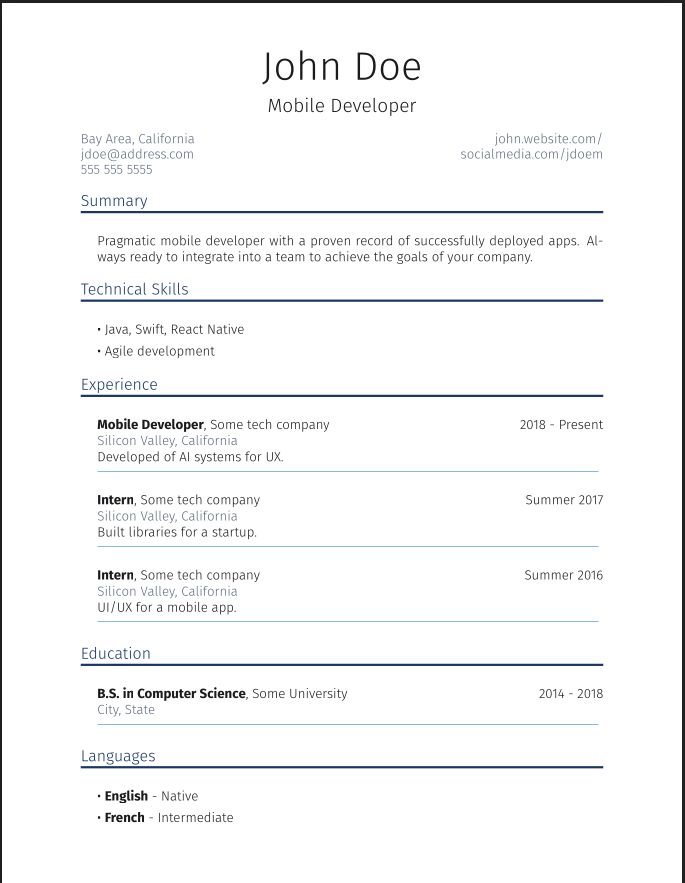 John Doe
Mobile Developer
Bay Area, California
jdoe@address.com
555 555 5555
john.website.com/
socialmedia.com/jdoem
Summary
Pragmatic mobile developer with a proven record of successfully deployed apps. Al-
ways ready to integrate into a team to achieve the goals of your company.
Technical Skills
• Java, Swift, React Native
• Agile development
Experience
Mobile Developer, Some tech company 2018 - Present
Silicon Valley, California
Developed of AI systems for UX.
Intern, Some tech company Summer 2017
Silicon Valley, California
Built libraries for a startup.
Intern, Some tech company Summer 2016
Silicon Valley, California
UI/UX for a mobile app.
Education
B.S. in Computer Science, Some University 2014 - 2018
City, State
Languages
• English - Native
• French - Intermediate